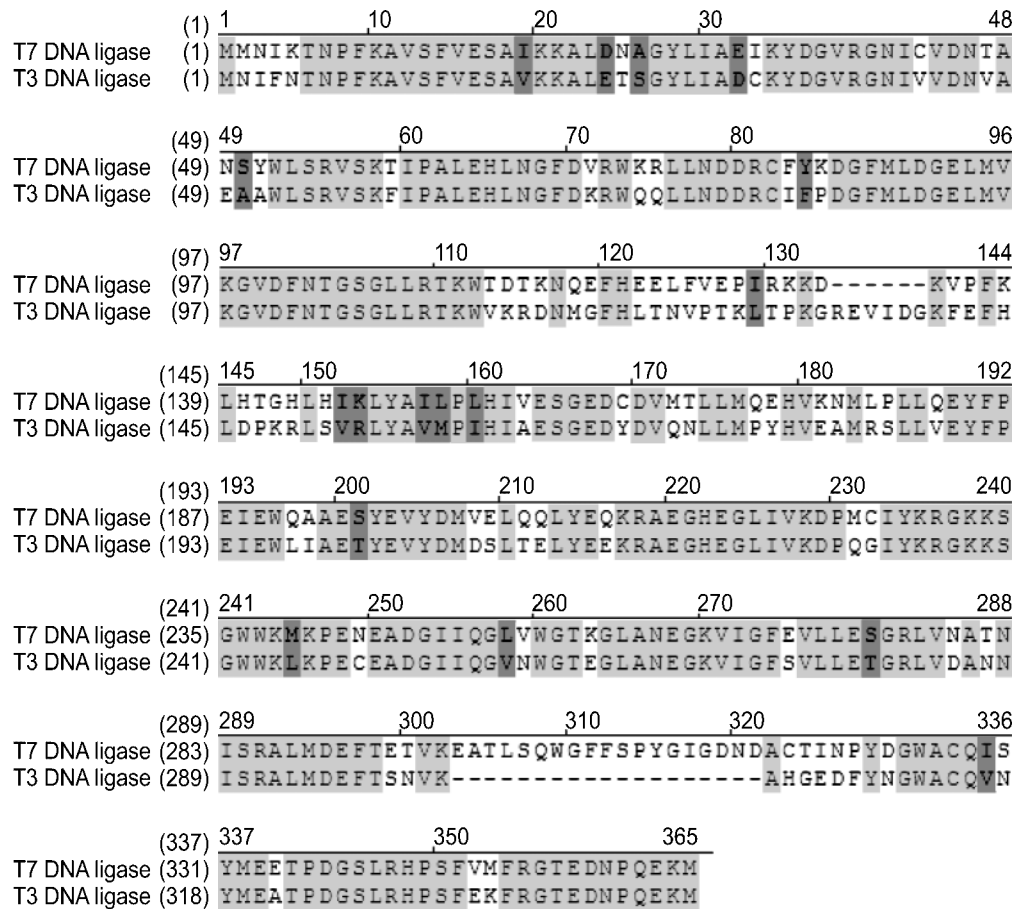 (1) 1 10 20 30 48
T7 DNA ligase (1) MMNIKTNPFKAVSFVESAIKKALDNAGYLIAEIKYDGVRGNICVDNTA
T3 DNA ligase (1) MNIFNTNPFKAVSFVESAVKKALETSGYLIADCKYDGVRGNIVVDNVA
(49) 49 60 70 80 96
T7 DNA ligase (49) NSYWLSRVSKTIPALEHLNGFDVRWKRLLNDDRCFYKDGFMLDGELMV
T3 DNA ligase (49) EAAWLSRVSKFIPALEHLNGFDKRWQQLLNDDRCIFPDGFMLDGELMV
(97) 97 110 120 130 144
T7 DNA ligase (97) KGVDFNTGSGLLRTKWTDTKNQEFHEELFVEPIRKKD------KVPFK
T3 DNA ligase (97) KGVDFNTGSGLLRTKWVKRDNMGFHLTNVPTKLTPKGREVIDGKFEFH
(145) 145 150 160 170 180 192
T7 DNA ligase (139) LHTGHLHIKLYAILPLHIVESGEDCDVMTLLMQEHVKNMLPLLQEYFP
T3 DNA ligase (145) LDPKRLSVRLYAVMPIHIAESGEDYDVQNLLMPYHVEAMRSLLVEYFP
(193) 193 200 210 220 230 240
T7 DNA ligase (187) EIEWQAAESYEVYDMVELQQLYEQKRAEGHEGLIVKDPMCIYKRGKKS
T3 DNA ligase (193) EIEWLIAETYEVYDMDSLTELYEEKRAEGHEGLIVKDPQGIYKRGKKS
(241) 241 250 260 270 288
T7 DNA ligase (235) GWWKMKPENEADGIIQGLVWGTKGLANEGKVIGFEVLLESGRLVNATN
T3 DNA ligase (241) GWWKLKPECEADGIIQGVNWGTEGLANEGKVIGFSVLLETGRLVDANN
(289) 289 300 310 320 336
T7 DNA ligase (283) ISRALMDEFTETVKEATLSQWGFFSPYGIGDNDACTINPYDGWACQIS
T3 DNA ligase (289) ISRALMDEFTSNVK-------------------AHGEDFYNGWACQVN
(337) 337 350 365
T7 DNA ligase (331) YMEETPDGSLRHPSFVMFRGTEDNPQEKM
T3 DNA ligase (318) YMEATPDGSLRHPSFEKFRGTEDNPQEKM